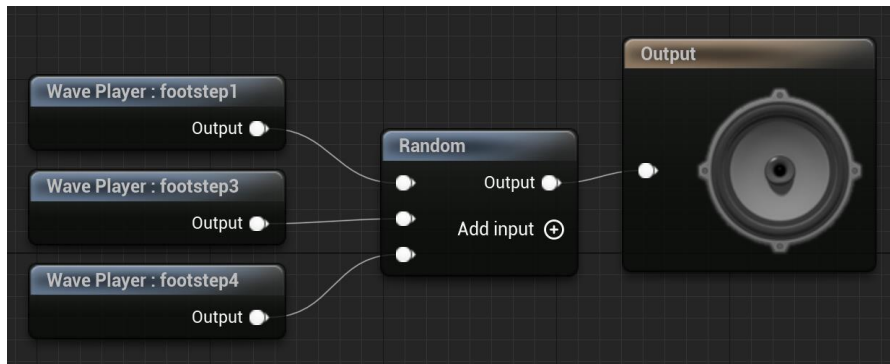 Wave Player : footstep1
Output
Wave Player : footstep3
Output
Wave Player : footstep4
Output
Random
Output
Add input
Output